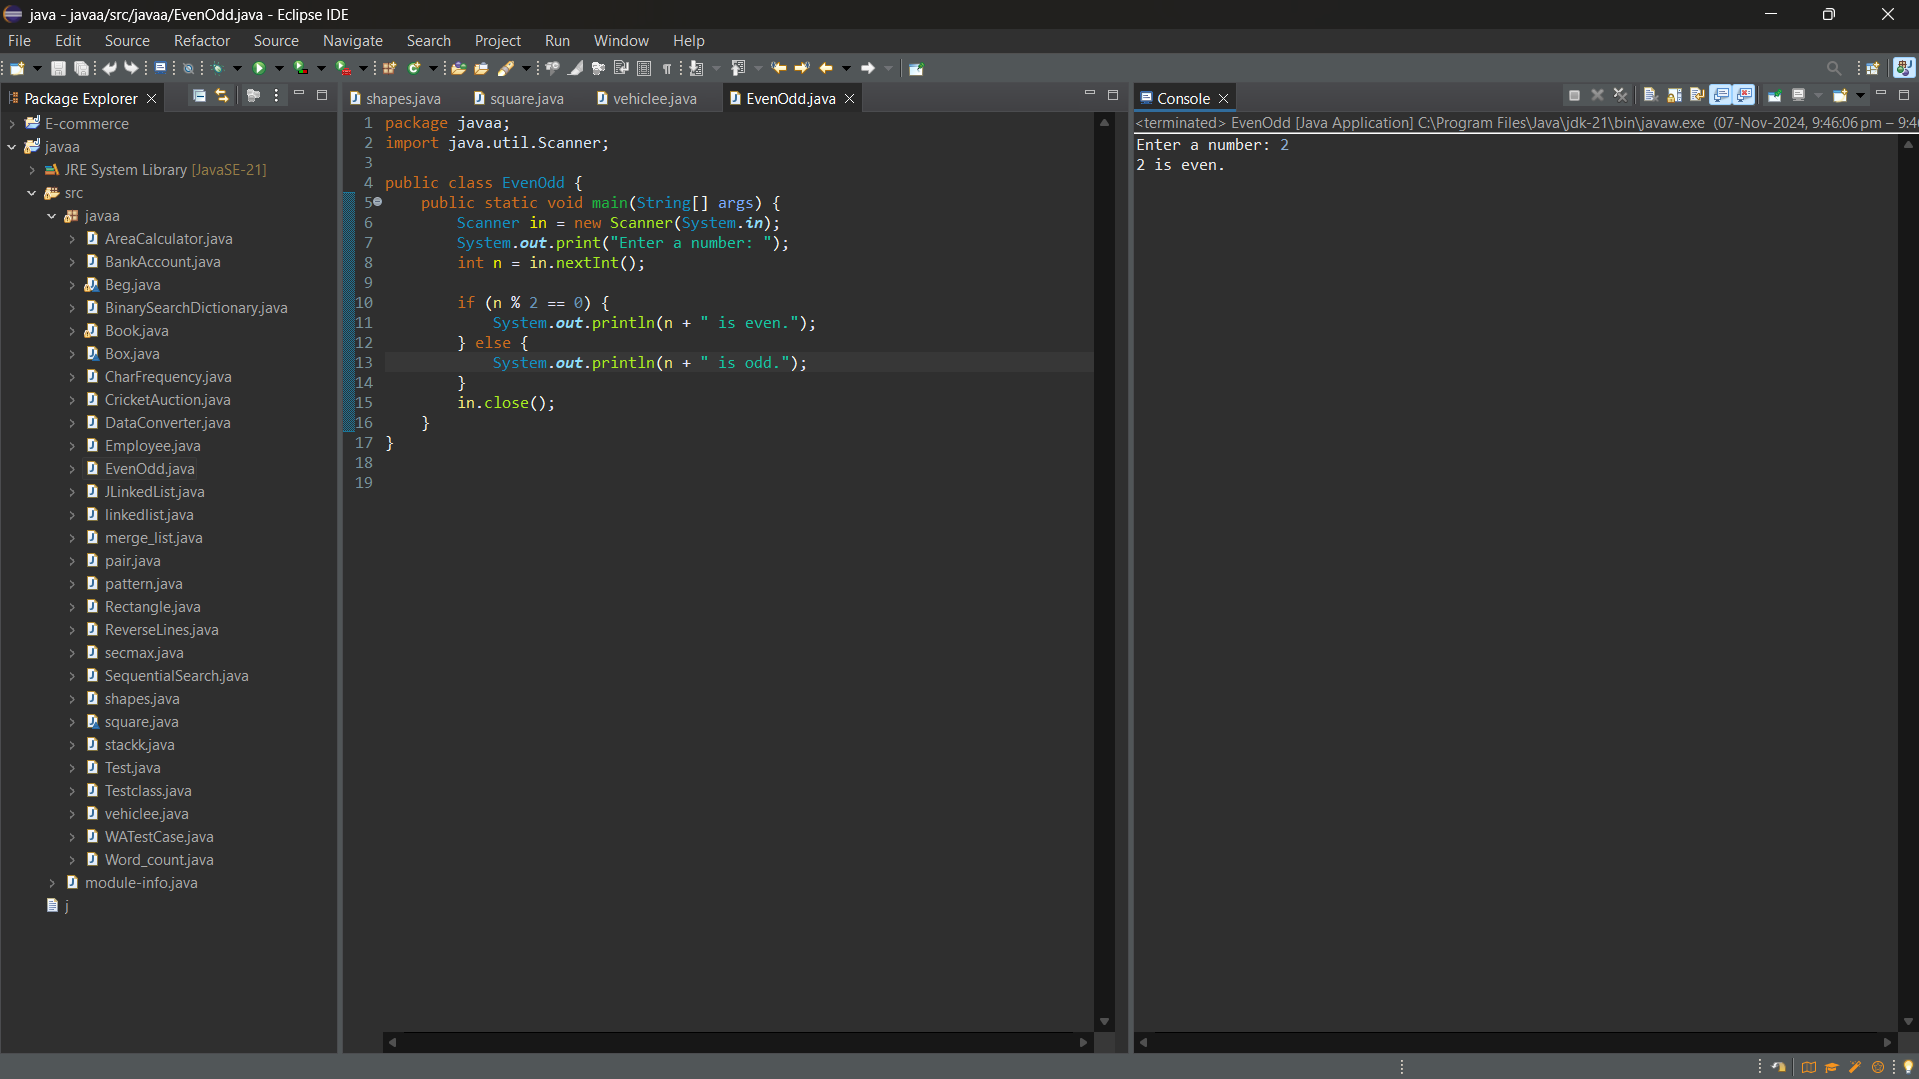 java - javaa/src/javaa/EvenOdd.java - Eclipse IDE
File Edit Source Refactor Source Navigate Search Project Run Window Help
Package Explorer
E-commerce
javaa
JRE System Library [JavaSE-21]
src
javaa
AreaCalculator.java
BankAccount.java
Beg.java
BinarySearchDictionary.java
Book.java
Box.java
CharFrequency.java
CricketAuction.java
DataConverter.java
Employee.java
EvenOdd.java
JLinkedList.java
linkedlist.java
merge_list.java
pair.java
pattern.java
Rectangle.java
ReverseLines.java
secmax.java
SequentialSearch.java
shapes.java
square.java
stackk.java
Test.java
Testclass.java
vehiclee.java
WATestCase.java
Word_count.java
module-info.java
j
shapes.java square.java vehiclee.java EvenOdd.java
1 package javaa;
2 import java.util.Scanner;
3
4 public class EvenOdd {
5     public static void main(String[] args) {
6         Scanner in = new Scanner(System.in);
7         System.out.print("Enter a number: ");
8         int n = in.nextInt();
9
10         if (n % 2 == 0) {
11             System.out.println(n + " is even.");
12         } else {
13             System.out.println(n + " is odd.");
14         }
15         in.close();
16     }
17 }
18
19
Console
<terminated> EvenOdd [Java Application] C:\Program Files\Java\jdk-21\bin\javaw.exe (07-Nov-2024, 9:46:06 pm – 9:4
Enter a number: 2
2 is even.